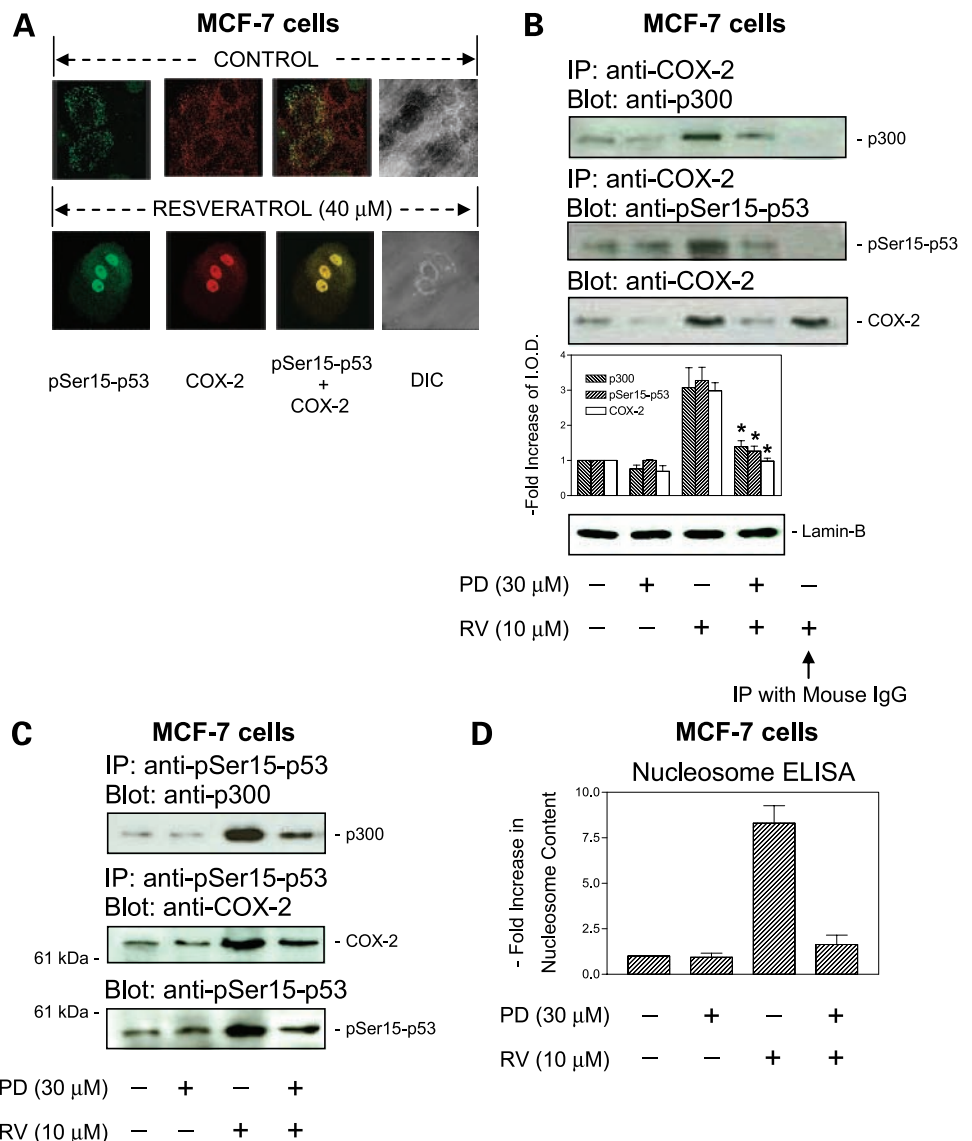 A
MCF-7 cells
CONTROL
RESVERATROL (40 μM)
pSer15-p53
COX-2
pSer15-p53
+
COX-2
DIC
B
MCF-7 cells
IP: anti-COX-2
Blot: anti-p300
- p300
IP: anti-COX-2
Blot: anti-pSer15-p53
- pSer15-p53
Blot: anti-COX-2
- COX-2
-Fold Increase of I.O.D.
4
3
2
1
0
p300
pSer15-p53
COX-2
* * *
- Lamin-B
PD (30 μM) – + – + –
RV (10 μM) – – + + +
IP with Mouse IgG
C
MCF-7 cells
IP: anti-pSer15-p53
Blot: anti-p300
- p300
IP: anti-pSer15-p53
Blot: anti-COX-2
- COX-2
61 kDa -
Blot: anti-pSer15-p53
61 kDa -
- pSer15-p53
PD (30 μM) – + – +
RV (10 μM) – – + +
D
MCF-7 cells
Nucleosome ELISA
- Fold Increase in
Nucleosome Content
10.0
7.5
5.0
2.5
0.0
PD (30 μM) – + – +
RV (10 μM) – – + +